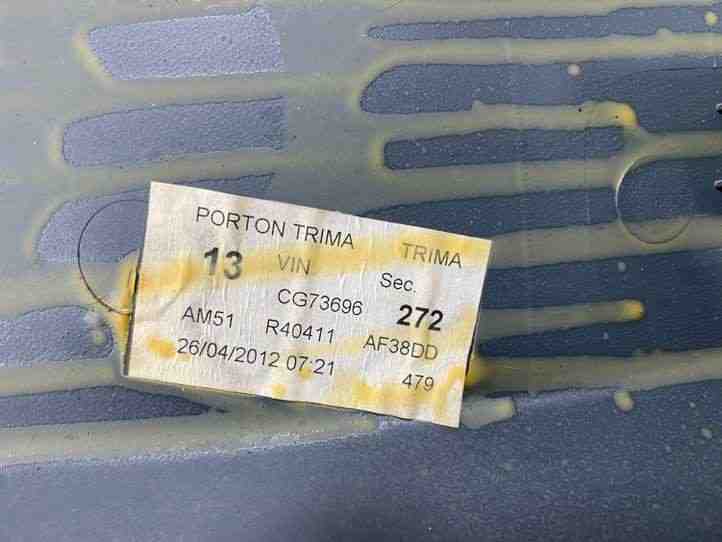 PORTON TRIMA TRIMA
13 VIN Sec.
CG73696 272
AM51 R40411 AF38DD
26/04/2012 07:21 479